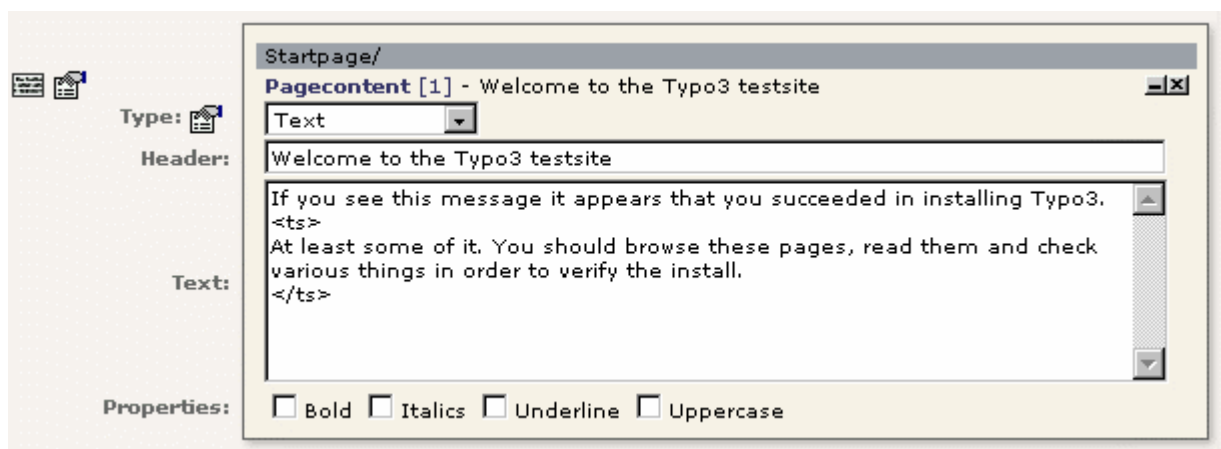 Startpage/
Pagecontent [1] - Welcome to the Typo3 testsite
Type: Text
Header: Welcome to the Typo3 testsite
If you see this message it appears that you succeeded in installing Typo3.
<ts>
At least some of it. You should browse these pages, read them and check
various things in order to verify the install.
Text:
</ts>
Properties: Bold Italics Underline Uppercase